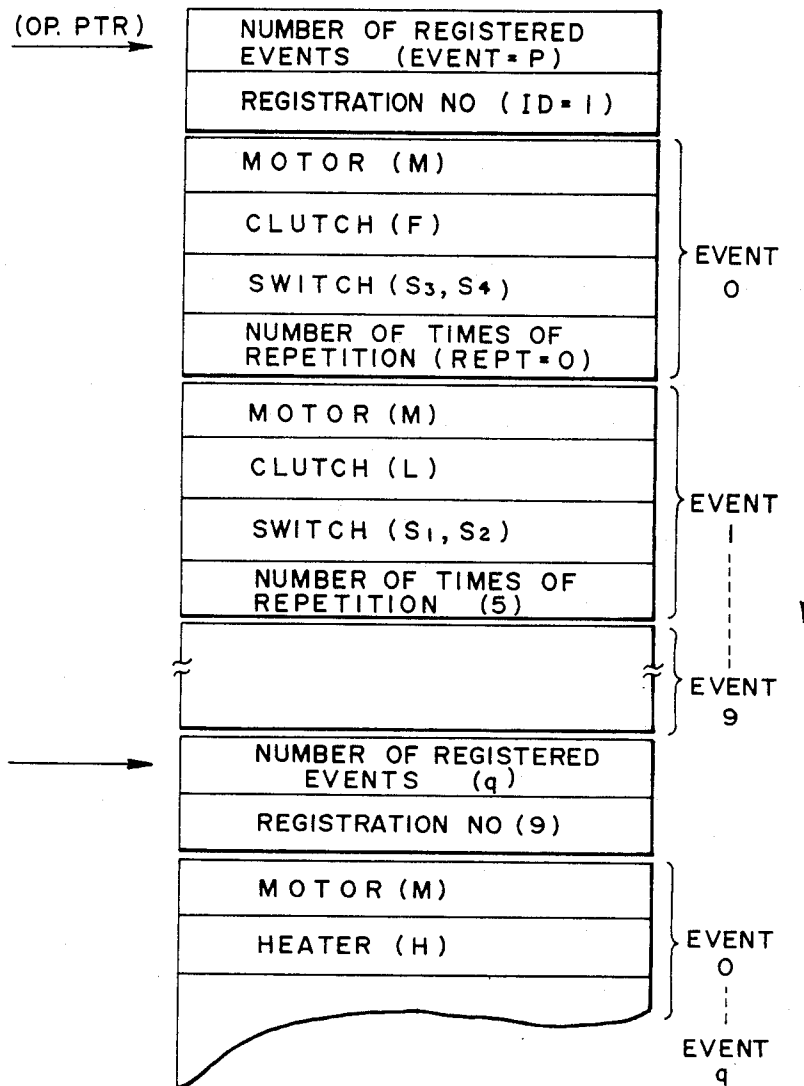 (OP. PTR)
NUMBER OF REGISTERED
EVENTS (EVENT=P)
REGISTRATION NO (ID=1)
MOTOR (M)
CLUTCH (F)
SWITCH (S3, S4)
NUMBER OF TIMES OF
REPETITION (REPT=0)
EVENT
0
MOTOR (M)
CLUTCH (L)
SWITCH (S1, S2)
NUMBER OF TIMES OF
REPETITION (5)
EVENT
1
EVENT
9
NUMBER OF REGISTERED
EVENTS (q)
REGISTRATION NO (9)
MOTOR (M)
HEATER (H)
EVENT
0
EVENT
q